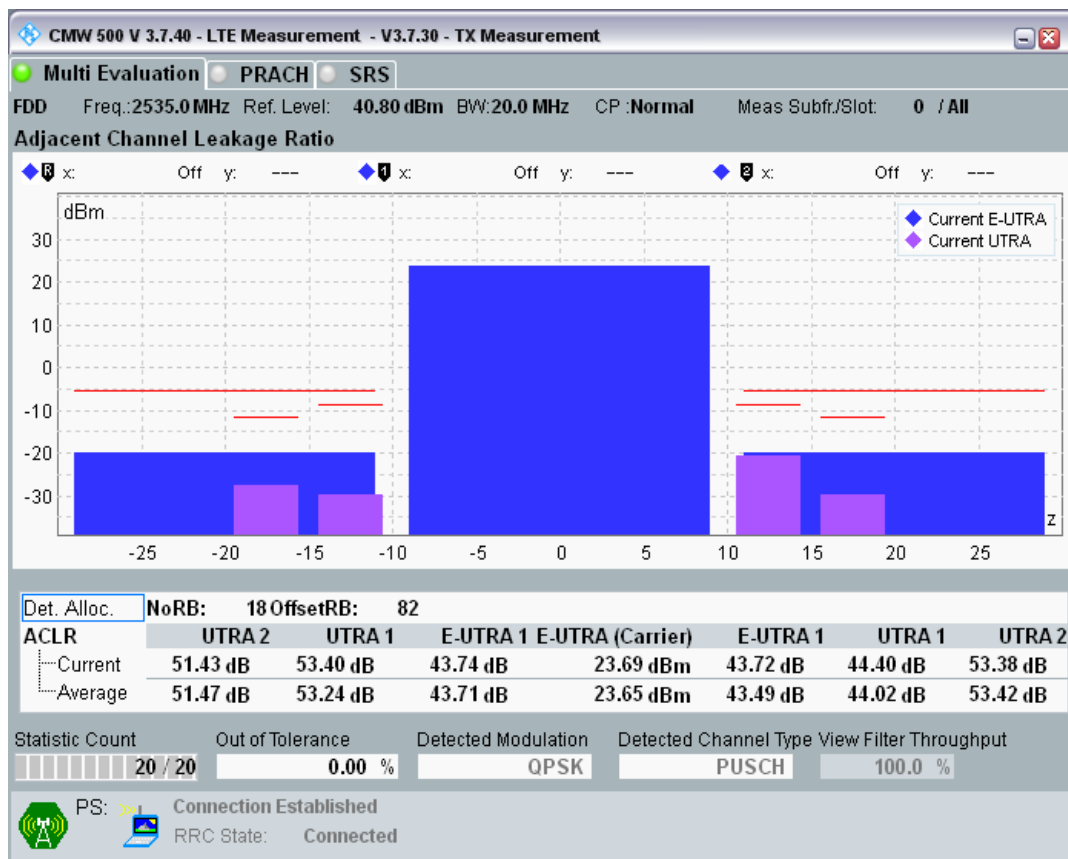 CMW 500 V 3.7.40 - LTE Measurement - V3.7.30 - TX Measurement
Multi Evaluation PRACH SRS
FDD Freq.:2535.0 MHz Ref. Level: 40.80 dBm BW:20.0 MHz CP :Normal Meas Subfr./Slot: 0 / All
Adjacent Channel Leakage Ratio
R x: Off y: --- 1 x: Off y: --- 2 x: Off y: ---
dBm
Current E-UTRA
Current UTRA
30
20
10
0
-10
-20
-30
z
-25 -20 -15 -10 -5 0 5 10 15 20 25
Det. Alloc. NoRB: 18 OffsetRB: 82
ACLR UTRA 2 UTRA 1 E-UTRA 1 E-UTRA (Carrier) E-UTRA 1 UTRA 1 UTRA 2
Current 51.43 dB 53.40 dB 43.74 dB 23.69 dBm 43.72 dB 44.40 dB 53.38 dB
Average 51.47 dB 53.24 dB 43.71 dB 23.65 dBm 43.49 dB 44.02 dB 53.42 dB
Statistic Count Out of Tolerance Detected Modulation Detected Channel Type View Filter Throughput
20 / 20 0.00 % QPSK PUSCH 100.0 %
PS: Connection Established
RRC State: Connected